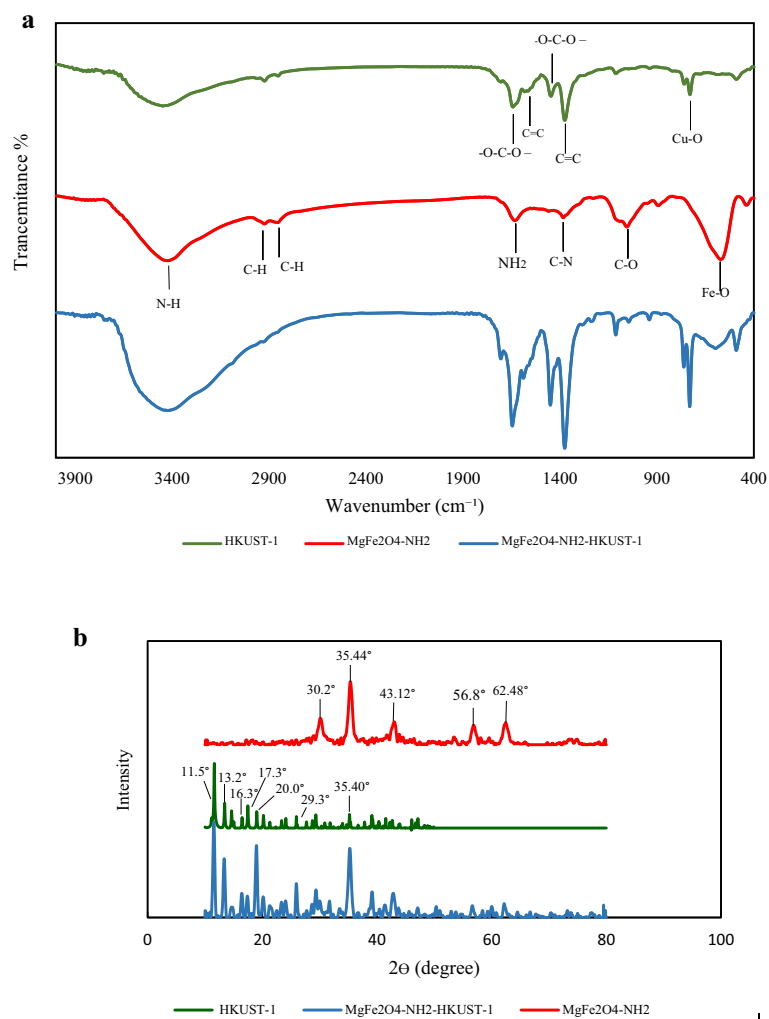 a
Trancemitance %
-O-C-O –
C=C
-O-C-O –
C=C
Cu-O
N-H
C-H
C-H
NH2
C-N
C-O
Fe-O
3900 2900 1900 1400 900 400
Wavenumber (cm⁻¹)
HKUST-1 MgFe2O4-NH2 MgFe2O4-NH2-HKUST-1
b
Intensity
35.44°
30.2°
43.12°
56.8°
62.48°
11.5°
13.2°
16.3°
17.3°
20.0°
29.3°
35.40°
0 20 40 60 80 100
2ϴ (degree)
HKUST-1 MgFe2O4-NH2-HKUST-1 MgFe2O4-NH2